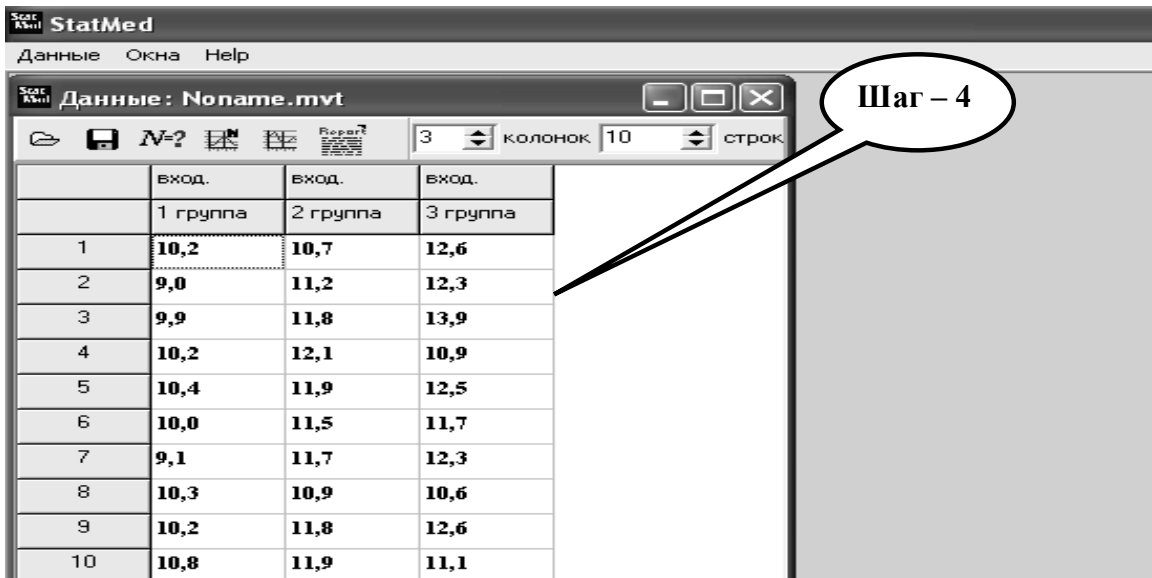 StatMed
Данные Окна Help
Данные: Noname.mvt
Шаг – 4
N=? Report 3 колонок 10 строк
вход. вход. вход.
1 группа 2 группа 3 группа
1 10,2 10,7 12,6
2 9,0 11,2 12,3
3 9,9 11,8 13,9
4 10,2 12,1 10,9
5 10,4 11,9 12,5
6 10,0 11,5 11,7
7 9,1 11,7 12,3
8 10,3 10,9 10,6
9 10,2 11,8 12,6
10 10,8 11,9 11,1